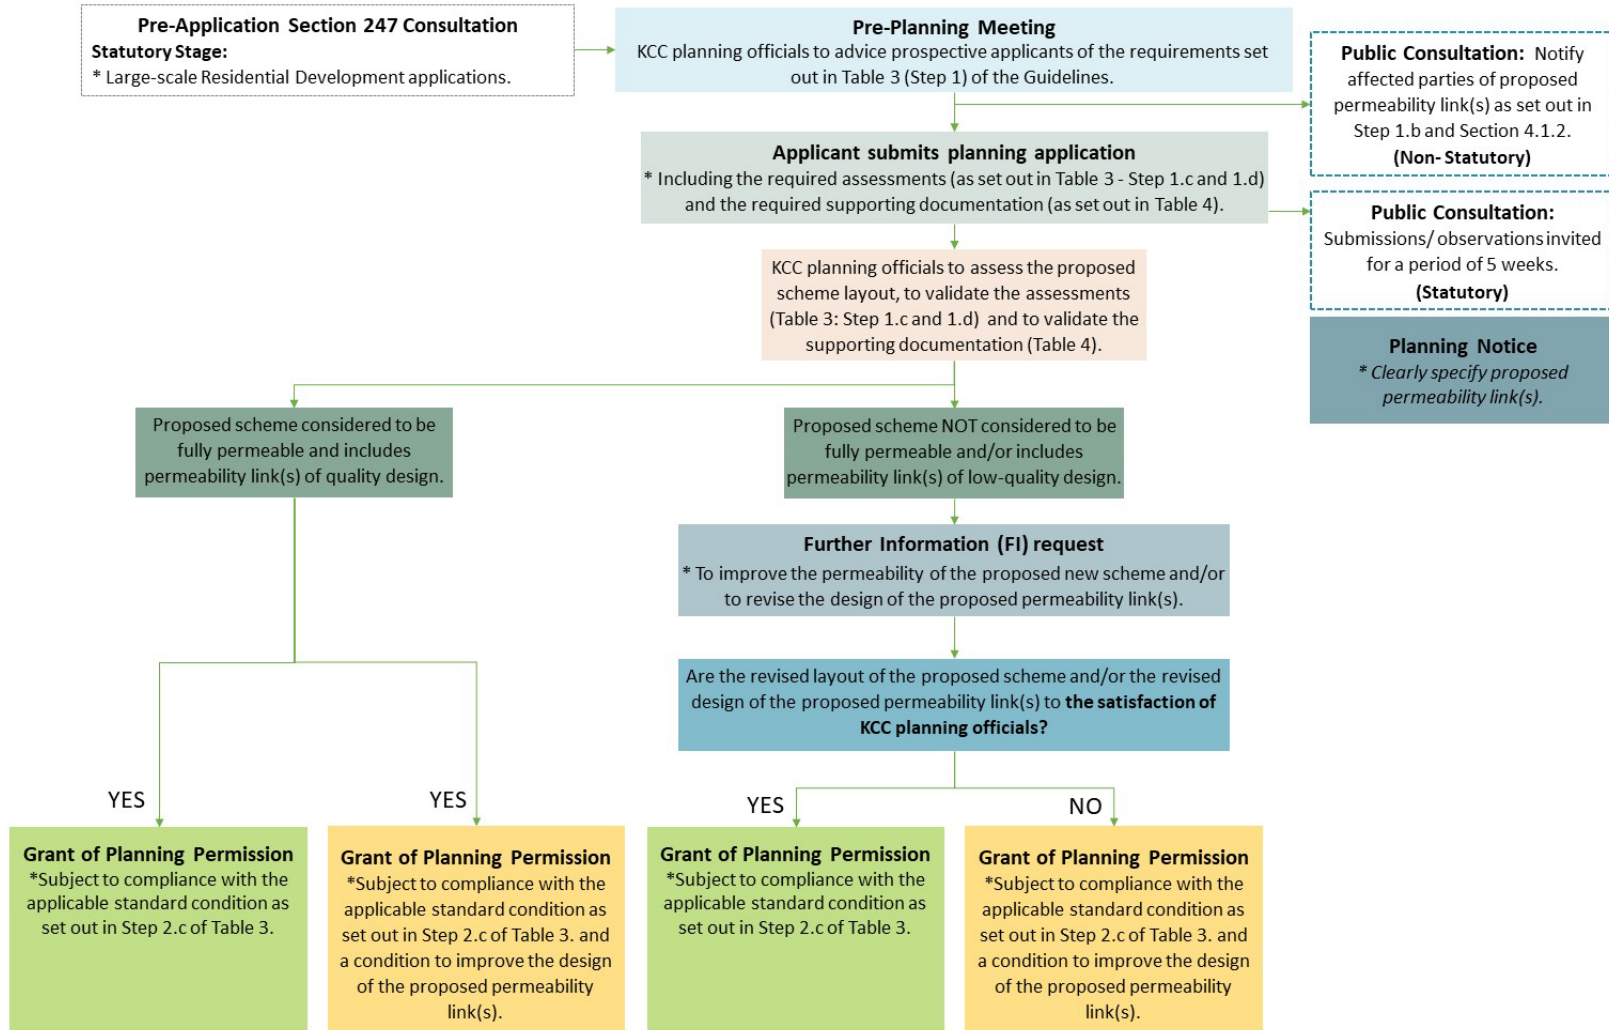 Pre-Application Section 247 Consultation
Statutory Stage:
* Large-scale Residential Development applications.
Pre-Planning Meeting
KCC planning officials to advice prospective applicants of the requirements set
out in Table 3 (Step 1) of the Guidelines.
Public Consultation: Notify
affected parties of proposed
permeability link(s) as set out in
Step 1.b and Section 4.1.2.
(Non- Statutory)
Applicant submits planning application
* Including the required assessments (as set out in Table 3 - Step 1.c and 1.d)
and the required supporting documentation (as set out in Table 4).
Public Consultation:
Submissions/ observations invited
for a period of 5 weeks.
(Statutory)
KCC planning officials to assess the proposed
scheme layout, to validate the assessments
(Table 3: Step 1.c and 1.d) and to validate the
supporting documentation (Table 4).
Planning Notice
* Clearly specify proposed
permeability link(s).
Proposed scheme considered to be
fully permeable and includes
permeability link(s) of quality design.
Proposed scheme NOT considered to be
fully permeable and/or includes
permeability link(s) of low-quality design.
Further Information (FI) request
* To improve the permeability of the proposed new scheme and/or
to revise the design of the proposed permeability link(s).
Are the revised layout of the proposed scheme and/or the revised
design of the proposed permeability link(s) to the satisfaction of
KCC planning officials?
YES
YES
YES
NO
Grant of Planning Permission
*Subject to compliance with the
applicable standard condition as
set out in Step 2.c of Table 3.
Grant of Planning Permission
*Subject to compliance with the
applicable standard condition as
set out in Step 2.c of Table 3. and
a condition to improve the design
of the proposed permeability
link(s).
Grant of Planning Permission
*Subject to compliance with the
applicable standard condition as
set out in Step 2.c of Table 3.
Grant of Planning Permission
*Subject to compliance with the
applicable standard condition as
set out in Step 2.c of Table 3. and
a condition to improve the design
of the proposed permeability
link(s).